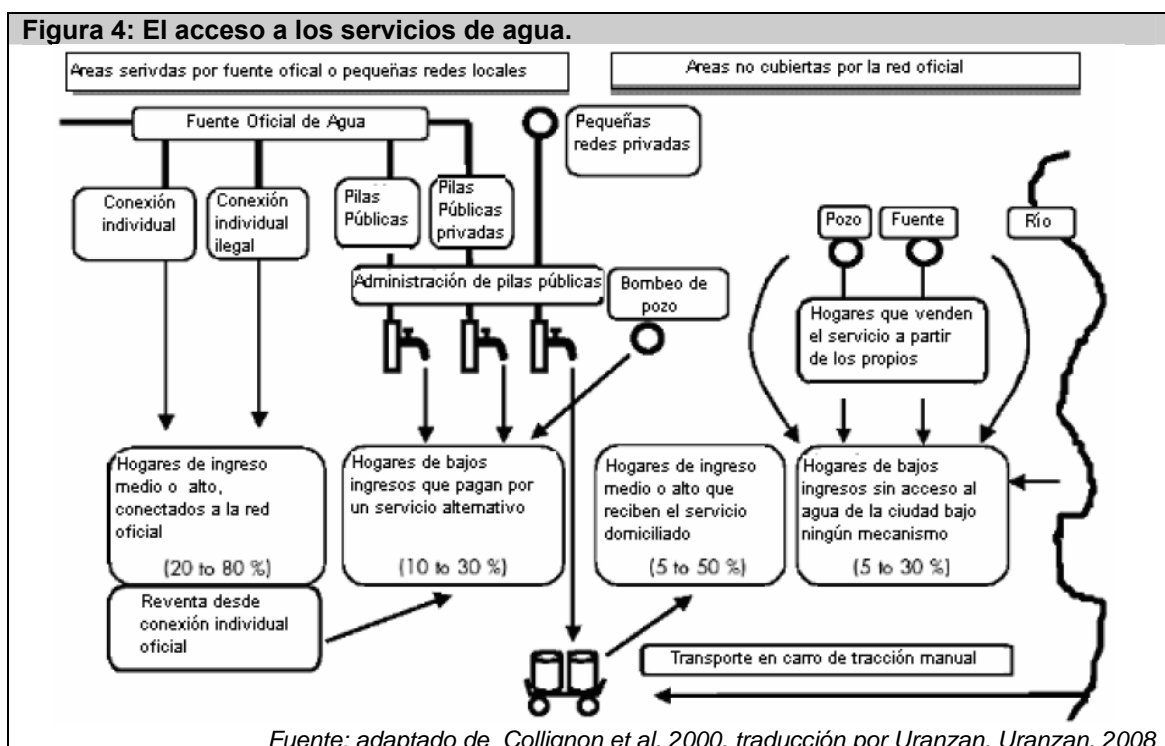 Figura 4: El acceso a los servicios de agua.
Areas serivdas por fuente ofical o pequeñas redes locales
Areas no cubiertas por la red oficial
Fuente Oficial de Agua
Pequeñas
redes privadas
Conexión
individual
Conexión
individual
ilegal
Pilas
Públicas
Pilas
Públicas
privadas
Pozo
Fuente
Río
Administración de pilas públicas
Bombeo de
pozo
Hogares que venden
el servicio a partir
de los propios
Hogares de ingreso
medio o alto,
conectados a la red
oficial
(20 to 80 %)
Hogares de bajos
ingresos que pagan por
un servicio alternativo
(10 to 30 %)
Hogares de ingreso
medio o alto que
reciben el servicio
domiciliado
(5 to 50 %)
Hogares de bajos
ingresos sin acceso al
agua de la ciudad bajo
ningún mecanismo
(5 to 30 %)
Reventa desde
conexión individual
oficial
Transporte en carro de tracción manual
Fuente: adaptado de Collignon et al, 2000, traducción por Uranzan, Uranzan, 2008